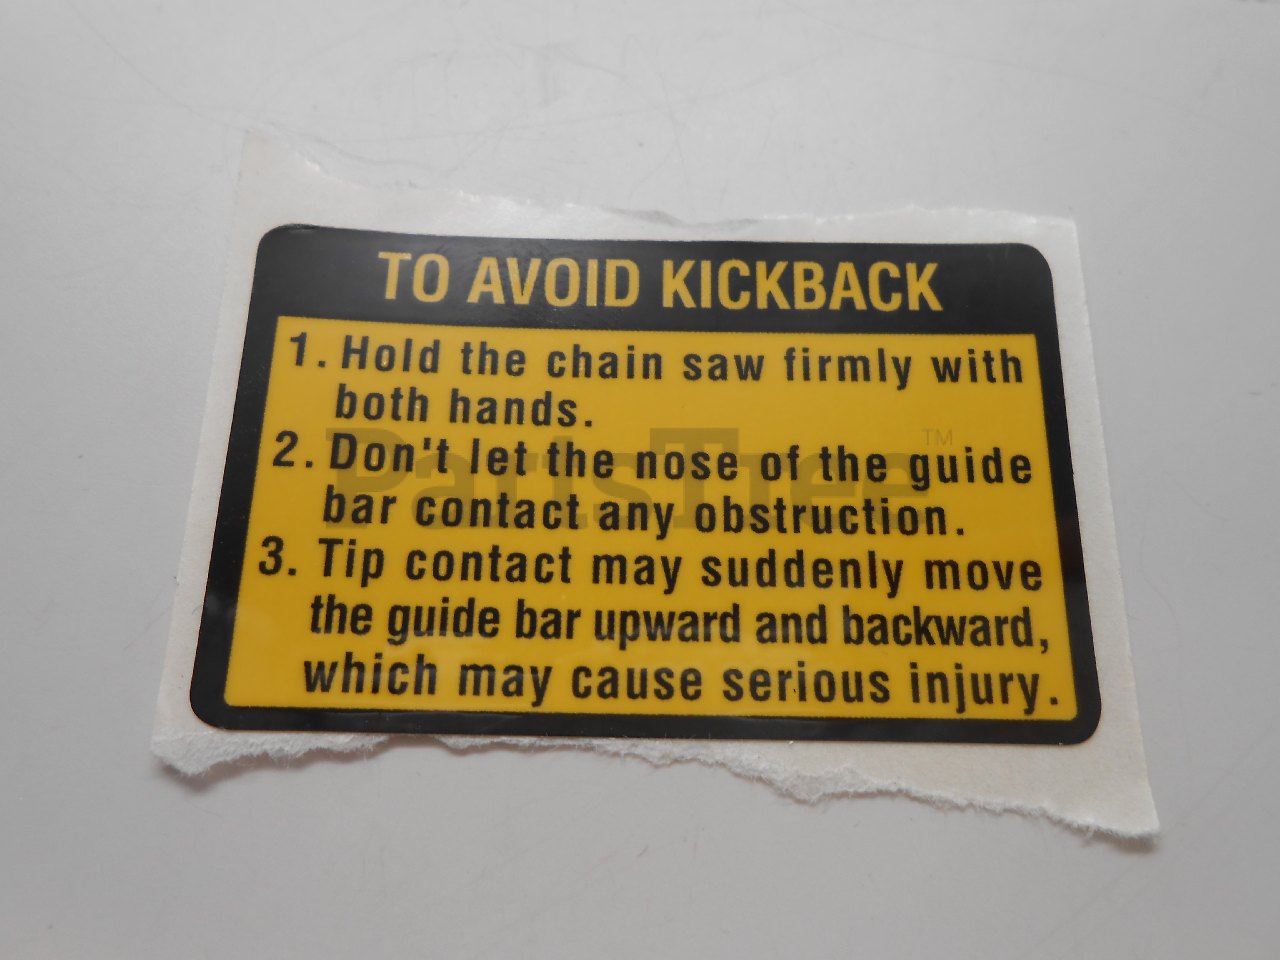 TO AVOID KICKBACK
1. Hold the chain saw firmly with
both hands.
2. Don't let the nose of the guide
bar contact any obstruction.
3. Tip contact may suddenly move
the guide bar upward and backward,
which may cause serious injury.
PartsTree™